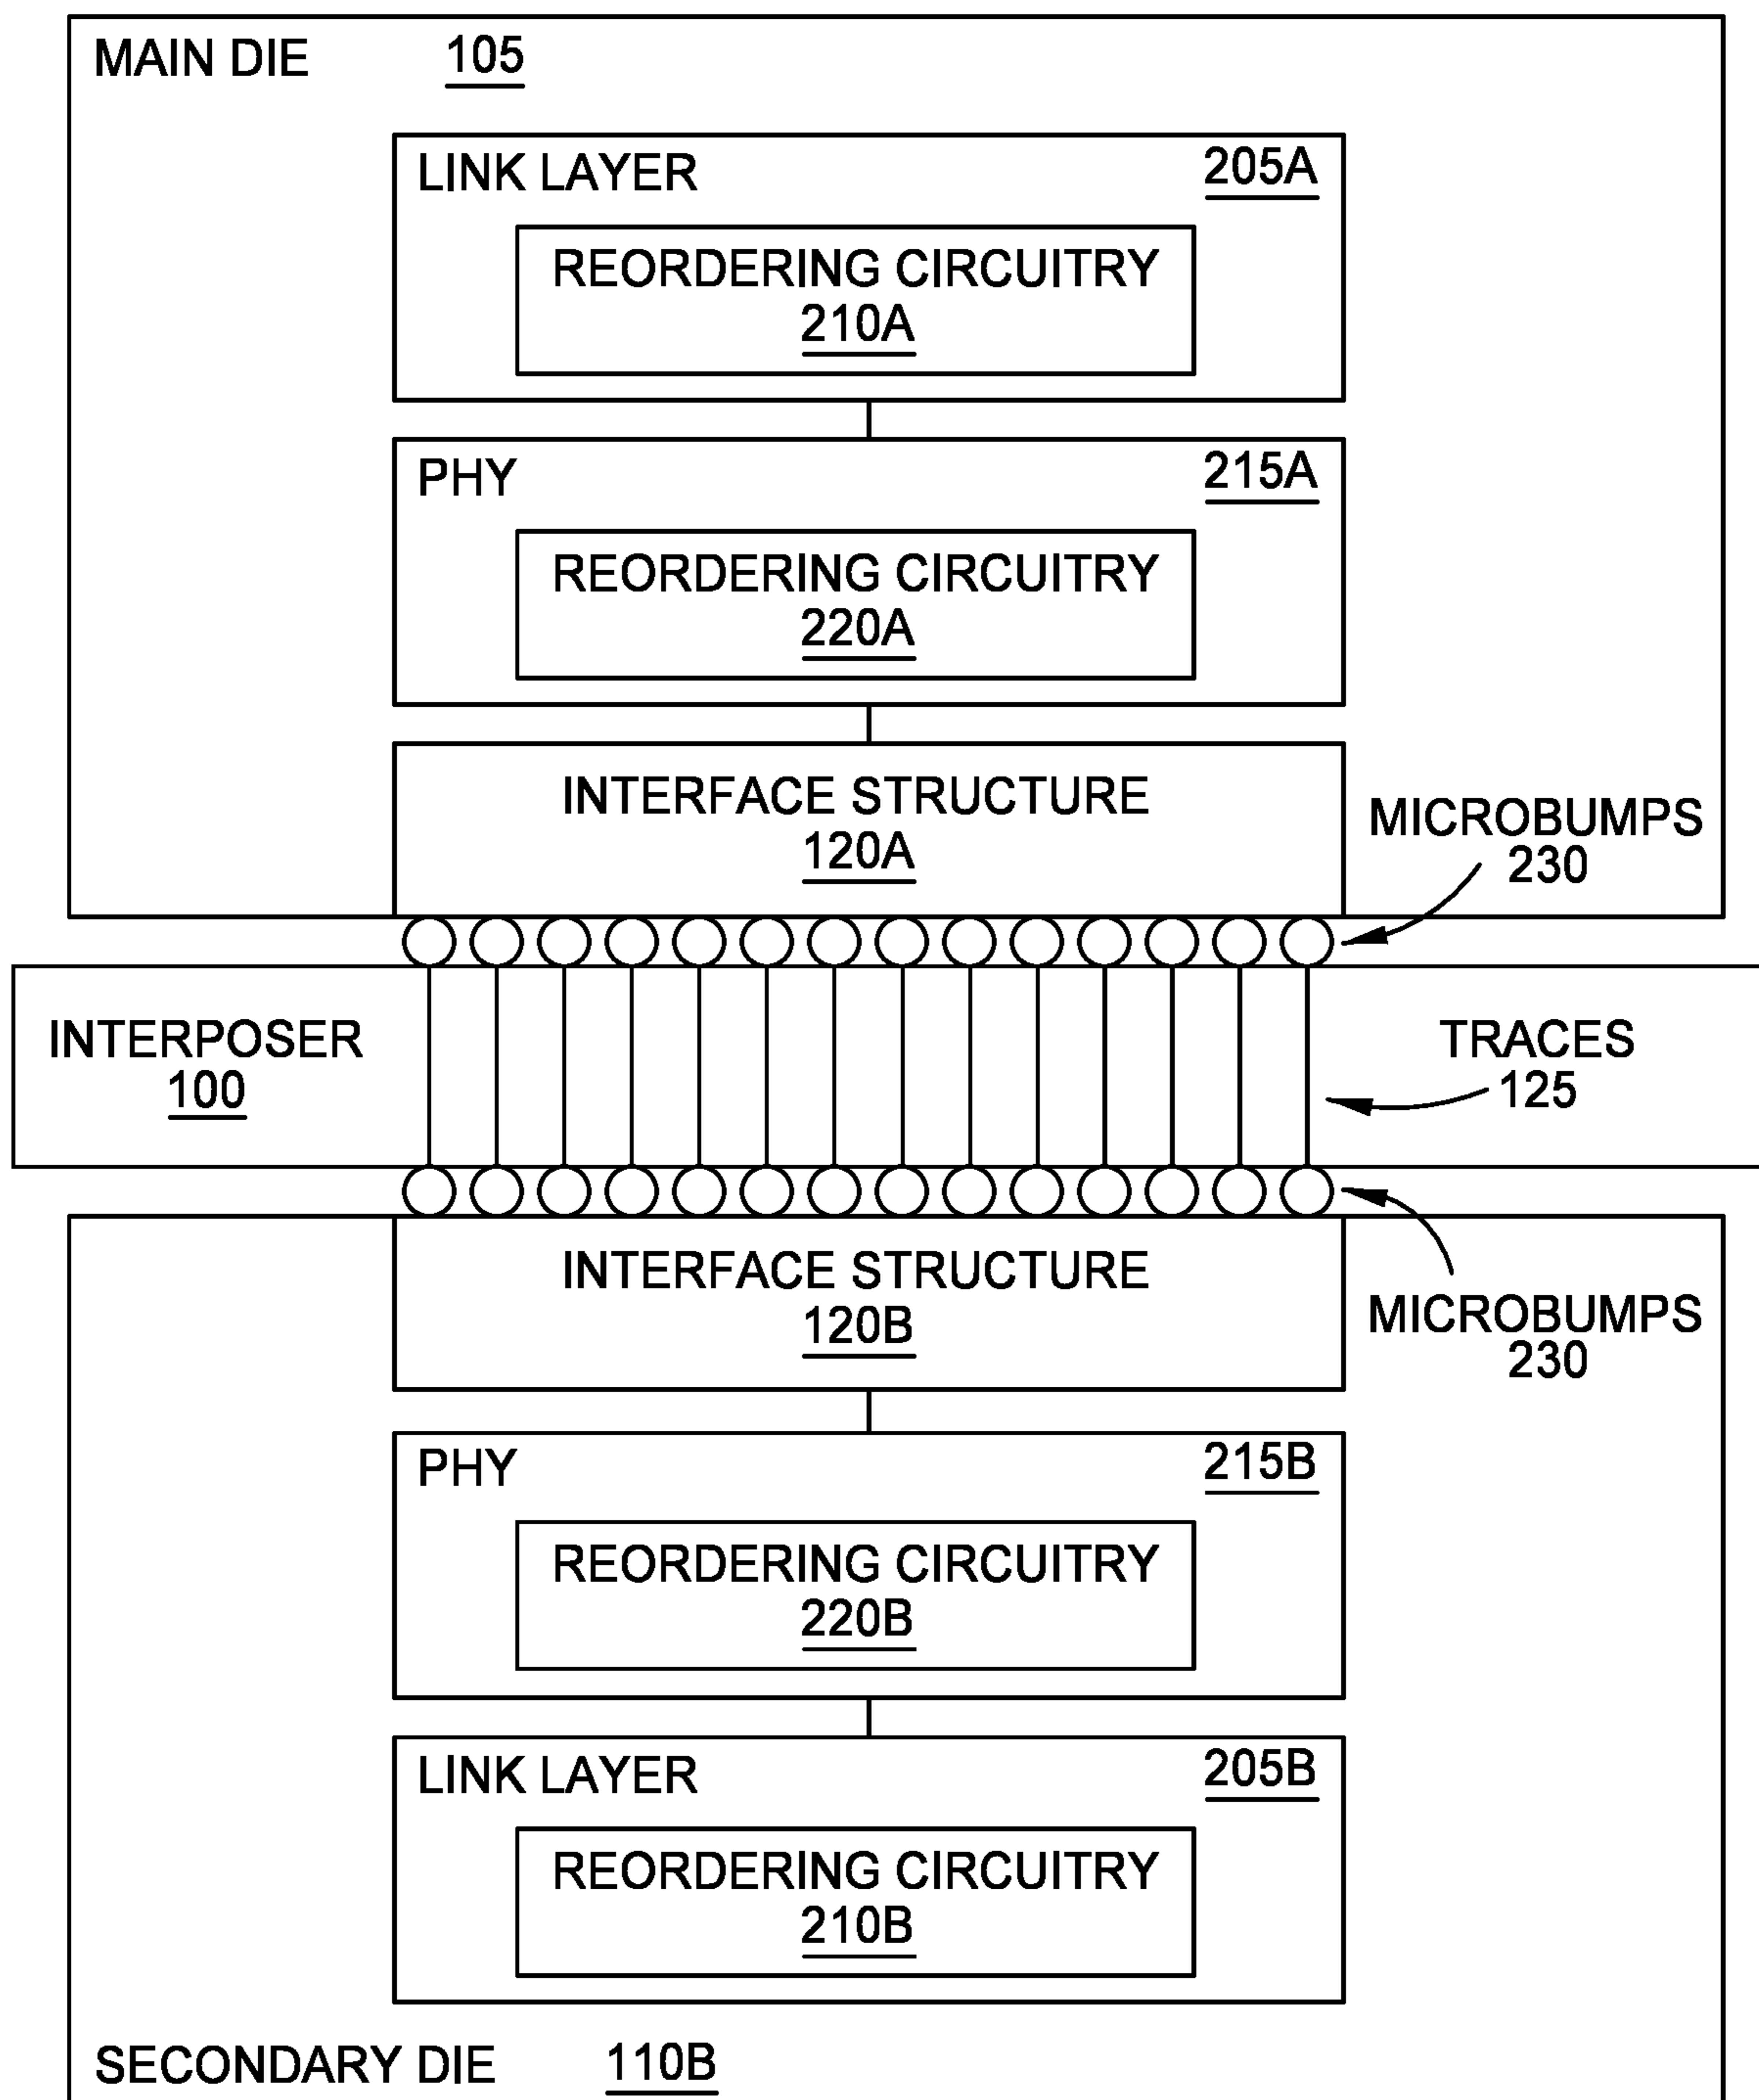 MAIN DIE 105
LINK LAYER 205A
REORDERING CIRCUITRY
210A
PHY 215A
REORDERING CIRCUITRY
220A
INTERFACE STRUCTURE
120A
MICROBUMPS
230
INTERPOSER
100
TRACES
125
INTERFACE STRUCTURE
120B
MICROBUMPS
230
PHY 215B
REORDERING CIRCUITRY
220B
LINK LAYER 205B
REORDERING CIRCUITRY
210B
SECONDARY DIE 110B